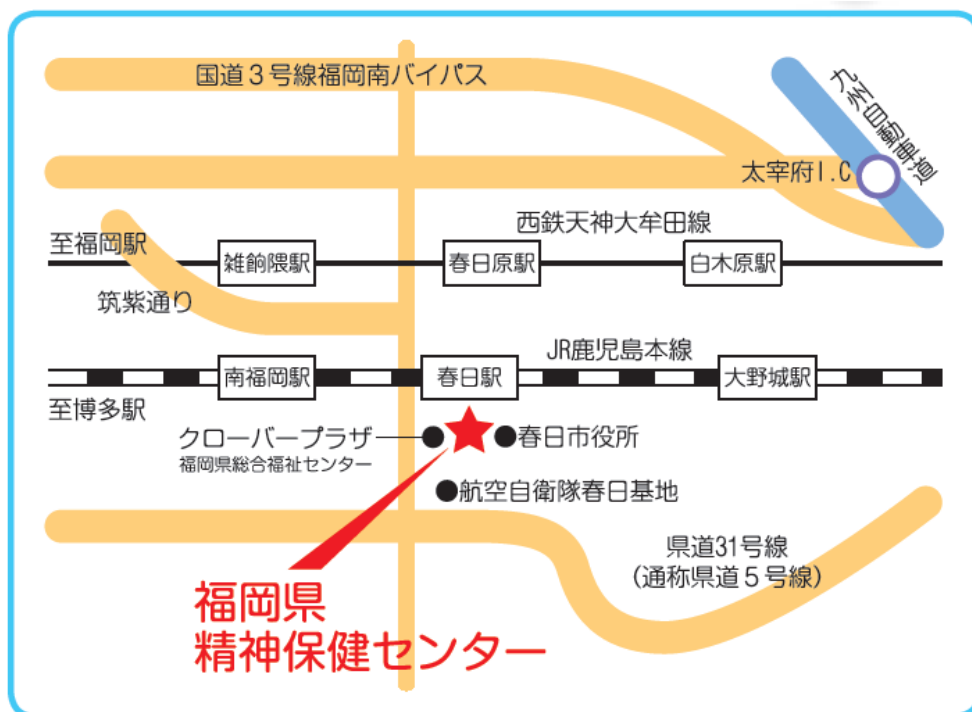 国道３号線福岡南バイパス
九州自動車道
太宰府I.C
西鉄天神大牟田線
至福岡駅
雑餉隈駅
春日原駅
白木原駅
筑紫通り
JR鹿児島本線
南福岡駅
春日駅
大野城駅
至博多駅
クローバープラザ
福岡県総合福祉センター
春日市役所
航空自衛隊春日基地
県道31号線
(通称県道５号線)
福岡県
精神保健センター